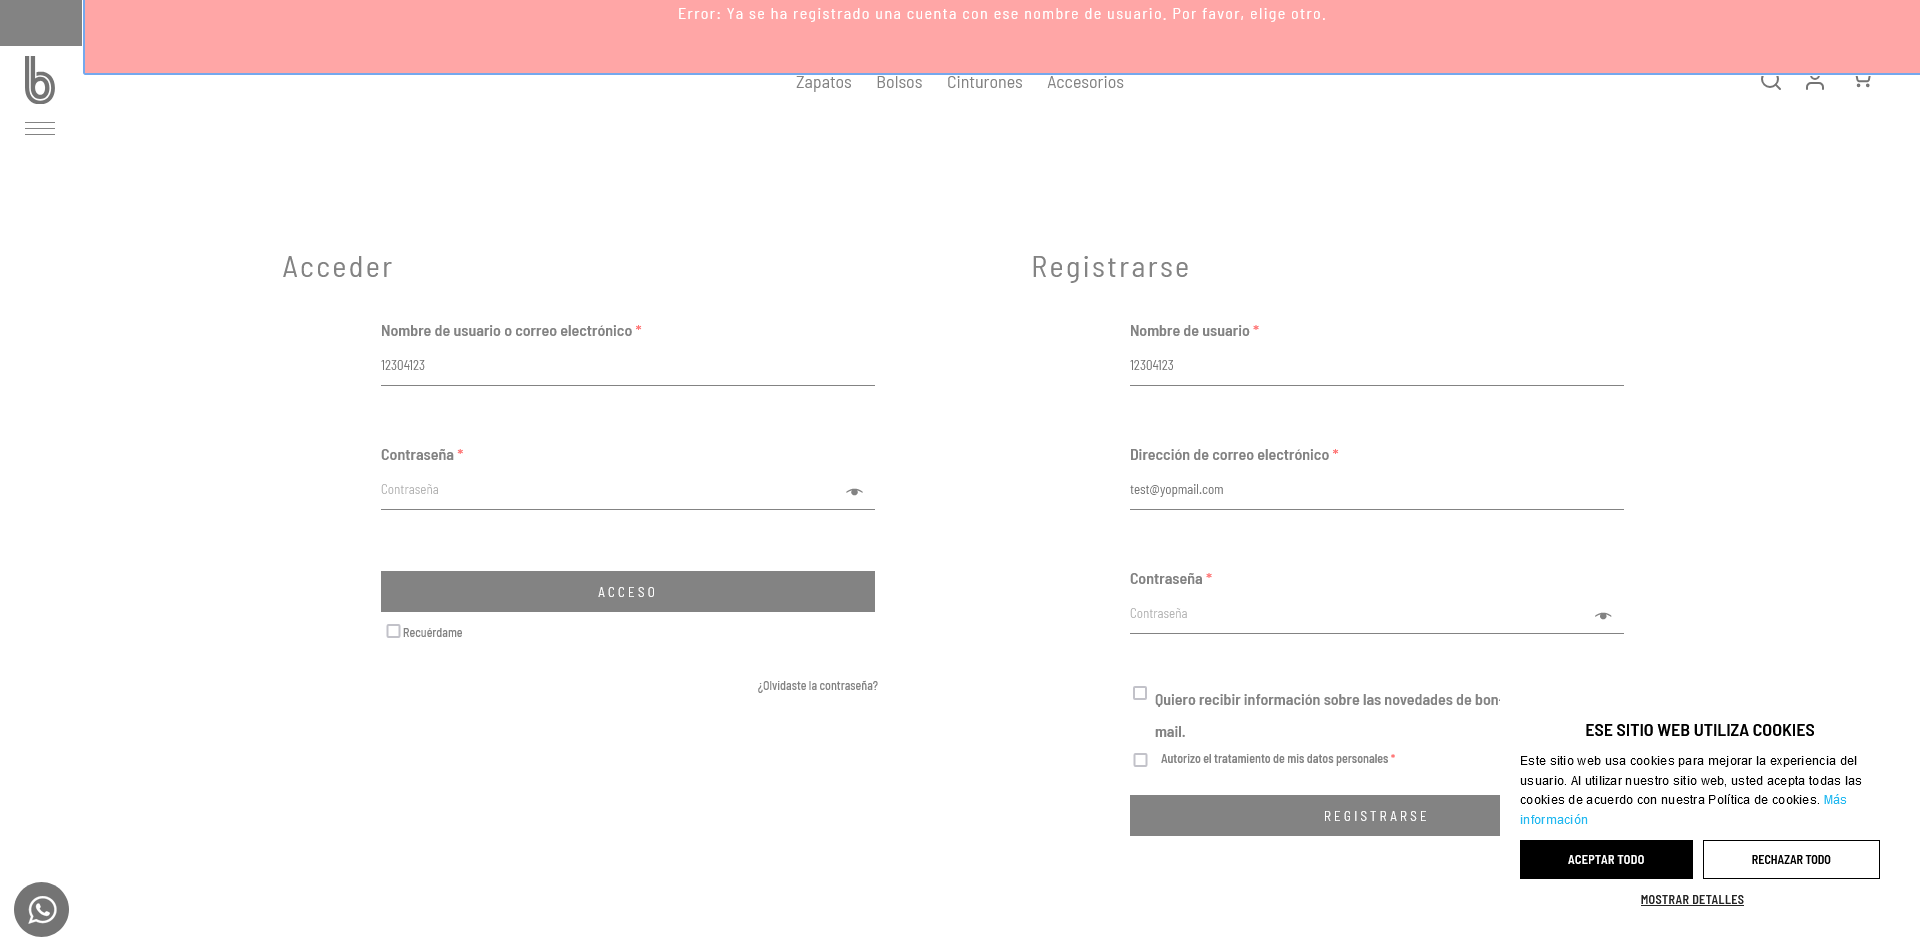 Error: Ya se ha registrado una cuenta con ese nombre de usuario. Por favor, elige otro.
b
Zapatos Bolsos Cinturones Accesorios
Acceder
Nombre de usuario o correo electrónico *
12304123
Contraseña *
Contraseña
ACCESO
Recuérdame
¿Olvidaste la contraseña?
Registrarse
Nombre de usuario *
12304123
Dirección de correo electrónico *
test@yopmail.com
Contraseña *
Contraseña
Quiero recibir información sobre las novedades de
mail.
Autorizo el tratamiento de mis datos personales *
REGISTRARSE
ESE SITIO WEB UTILIZA COOKIES
Este sitio web usa cookies para mejorar la experiencia del
usuario. Al utilizar nuestro sitio web, usted acepta todas las
cookies de acuerdo con nuestra Política de cookies. Más
información
ACEPTAR TODO
RECHAZAR TODO
MOSTRAR DETALLES